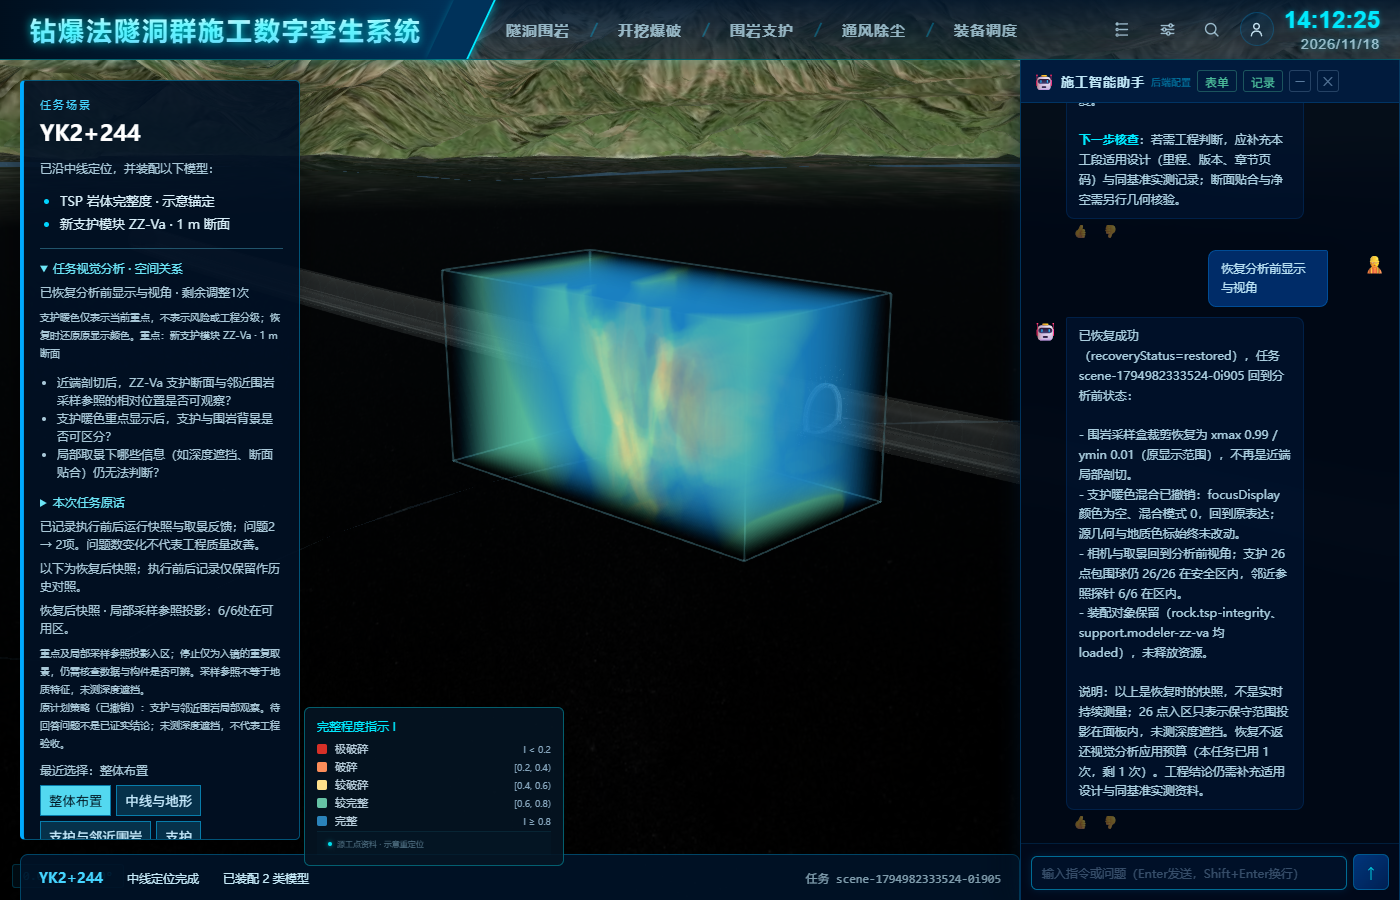 钻爆法隧洞群施工数字孪生系统
隧洞围岩 / 开挖爆破 / 围岩支护 / 通风除尘 / 装备调度
14:12:25
2026/11/18
任务场景
YK2+244
已沿中线定位，并装配以下模型：
TSP 岩体完整度 · 示意锚定
新支护模块 ZZ-Va · 1 m 断面
▼ 任务视觉分析 · 空间关系
已恢复分析前显示与视角 · 剩余调整1次
支护暖色仅表示当前重点，不表示风险或工程分级；恢
复时还原原显示颜色。重点：新支护模块 ZZ-Va · 1 m
断面
近端剖切后，ZZ-Va 支护断面与邻近围岩
采样参照的相对位置是否可观察？
支护暖色重点显示后，支护与围岩背景是
否可区分？
局部取景下哪些信息（如深度遮挡、断面
贴合）仍无法判断？
▶ 本次任务原话
已记录执行前后运行快照与取景反馈；问题2
→ 2项。问题数变化不代表工程质量改善。
以下为恢复后快照；执行前后记录仅保留作历
史对照。
恢复后快照 · 局部采样参照投影：6/6处在可
用区。
重点及局部采样参照投影入区；停止仅为入镜的重复取
景，仍需核查数据与构件是否可辨。采样参照不等于地
质特征，未测深度遮挡。
原计划策略（已撤销）：支护与邻近围岩局部观察。待
回答问题不是已证实结论；未测深度遮挡，不代表工程
验收。
最近选择：整体布置
整体布置 中线与地形
支护与邻近围岩 支护
完整程度指示 I
极破碎 I < 0.2
破碎 [0.2, 0.4)
较破碎 [0.4, 0.6)
较完整 [0.6, 0.8)
完整 I ≥ 0.8
源工点资料 · 示意重定位
YK2+244 中线定位完成 已装配 2 类模型
任务 scene-1794982333524-0i905
施工智能助手 后端配置 表单 记录
下一步核查：若需工程判断，应补充本
工段适用设计（里程、版本、章节页
码）与同基准实测记录；断面贴合与净
空需另行几何核验。
恢复分析前显示
与视角
已恢复成功
（recoveryStatus=restored），任务
scene-1794982333524-0i905 回到分
析前状态：
- 围岩采样盒裁剪恢复为 xmax 0.99 /
ymin 0.01（原显示范围），不再是近端
局部剖切。
- 支护暖色混合已撤销：focusDisplay
颜色为空、混合模式 0，回到原表达；
源几何与地质色标始终未改动。
- 相机与取景回到分析前视角；支护 26
点包围球仍 26/26 在安全区内，邻近参
照探针 6/6 在区内。
- 装配对象保留（rock.tsp-integrity、
support.modeler-zz-va 均
loaded），未释放资源。
说明：以上是恢复时的快照，不是实时
持续测量；26 点入区只表示保守范围投
影在面板内，未测深度遮挡。恢复不返
还视觉分析应用预算（本任务已用 1
次，剩 1 次）。工程结论仍需补充适用
设计与同基准实测资料。
输入指令或问题（Enter发送，Shift+Enter换行）